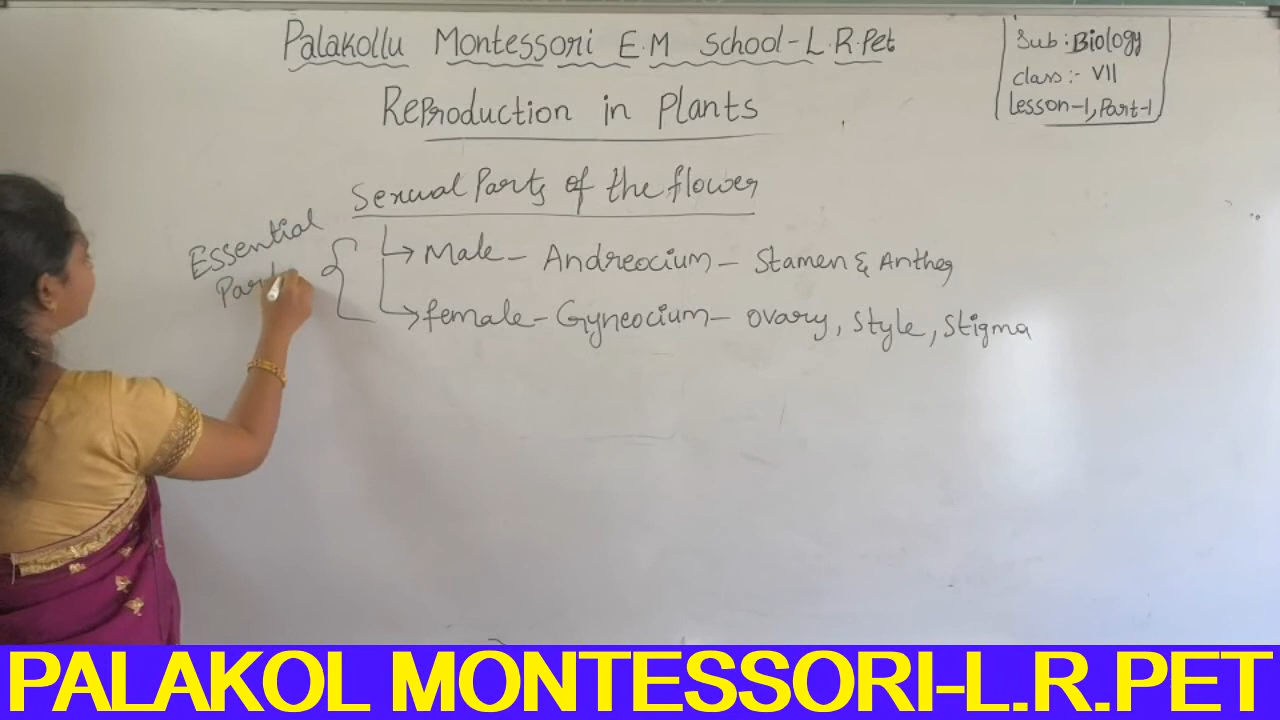 Palakollu Montessori E.M School-L.R.Pet
Sub: Biology
class:- VII
Lesson-1, Part-1
Reproduction in Plants
Sexual Parts of the flower
Essential
Male - Andreocium - Stamen & Anther
female - Gyneocium - ovary, style, stigma
PALAKOL MONTESSORI-L.R.PET